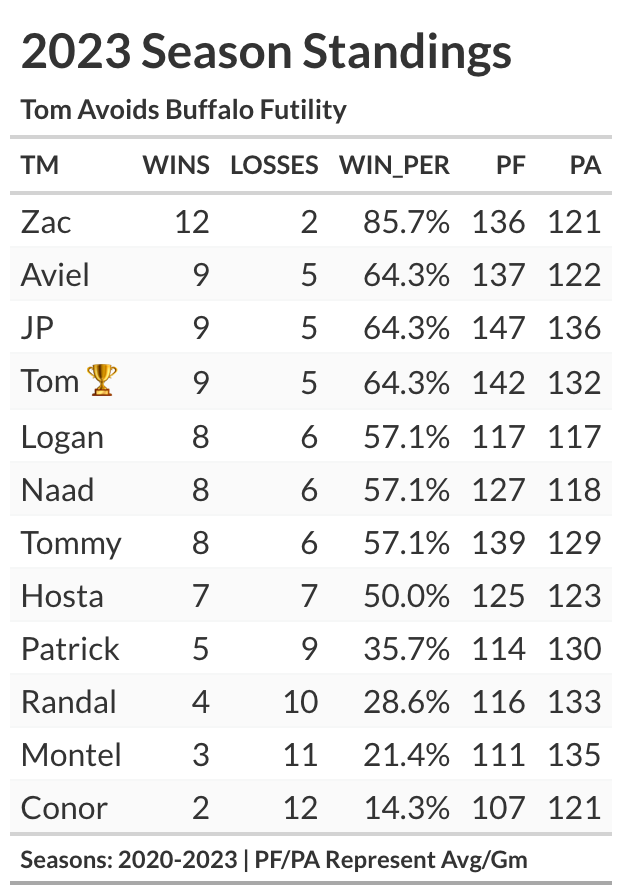 2023 Season Standings
Tom Avoids Buffalo Futility
TM WINS LOSSES WIN_PER PF PA
Zac 12 2 85.7% 136 121
Aviel 9 5 64.3% 137 122
JP 9 5 64.3% 147 136
Tom 🏆 9 5 64.3% 142 132
Logan 8 6 57.1% 117 117
Naad 8 6 57.1% 127 118
Tommy 8 6 57.1% 139 129
Hosta 7 7 50.0% 125 123
Patrick 5 9 35.7% 114 130
Randal 4 10 28.6% 116 133
Montel 3 11 21.4% 111 135
Conor 2 12 14.3% 107 121
Seasons: 2020-2023 | PF/PA Represent Avg/Gm